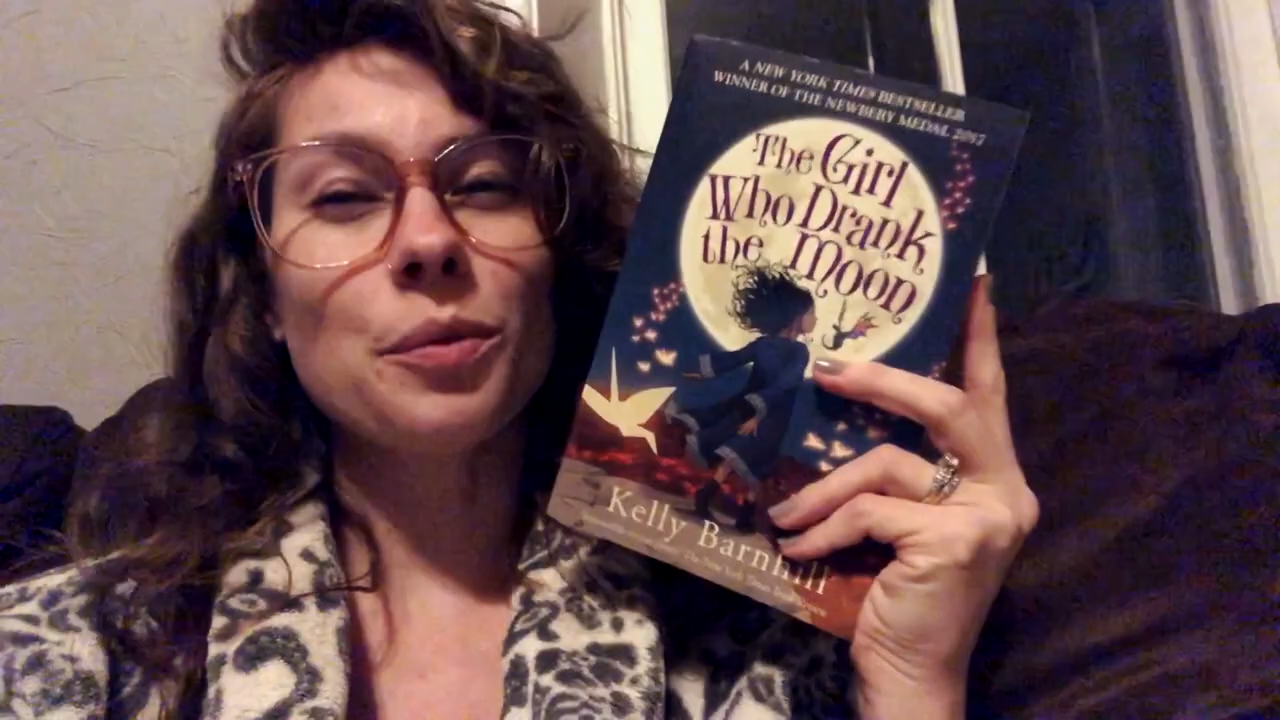 A NEW YORK TIMES BESTSELLER
WINNER OF THE NEWBERY MEDAL 2017
The Girl
Who Drank
the Moon
Kelly Barnhill